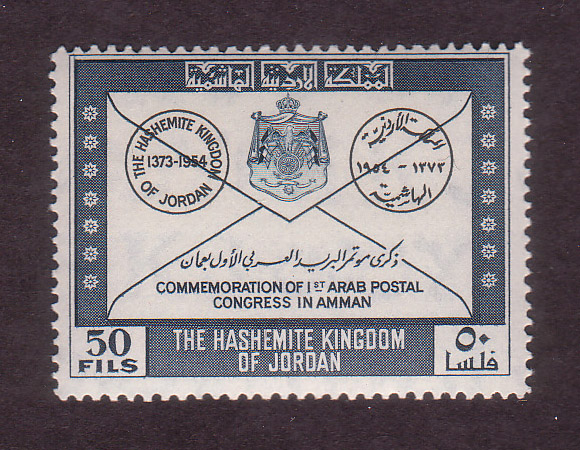 المملكة الاردنية الهاشمية
THE HASHEMITE KINGDOM
1373-1954
OF JORDAN
المملكة الأردنية
١٣٧٣ - ١٩٥٤
الهاشمية
ذكرى مؤتمر البريد العربي الأول بعمان
COMMEMORATION OF 1ST ARAB POSTAL
CONGRESS IN AMMAN
50
FILS
THE HASHEMITE KINGDOM
OF JORDAN
٥٠
فلسا